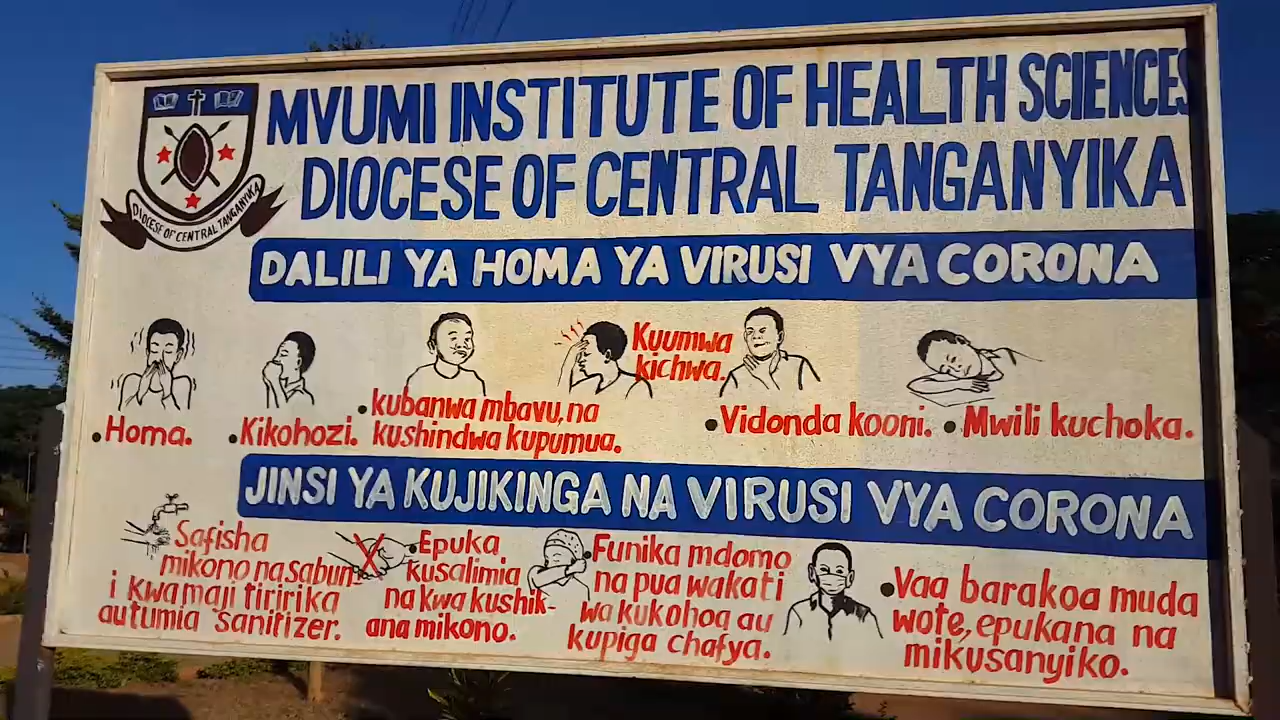 MVUMI INSTITUTE OF HEALTH SCIENCES
DIOCESE OF CENTRAL TANGANYIKA
DIOCESE OF CENTRAL TANGANYIKA
DALILI YA HOMA YA VIRUSI VYA CORONA
• Homa.
• Kikohozi.
• kubanwa mbavu, na
kushindwa kupumua.
Kuumwa
kichwa.
• Vidonda kooni.
• Mwili kuchoka.
JINSI YA KUJIKINGA NA VIRUSI VYA CORONA
Safisha
mikono na sabun-
i kwa maji tiririka
au tumia sanitizer.
• Epuka
kusalimia
na kwa kushik-
ana mikono.
• Funika mdomo
na pua wakati
wa kukohoa au
kupiga chafya.
• Vaa barakoa muda
wote, epukana na
mikusanyiko.